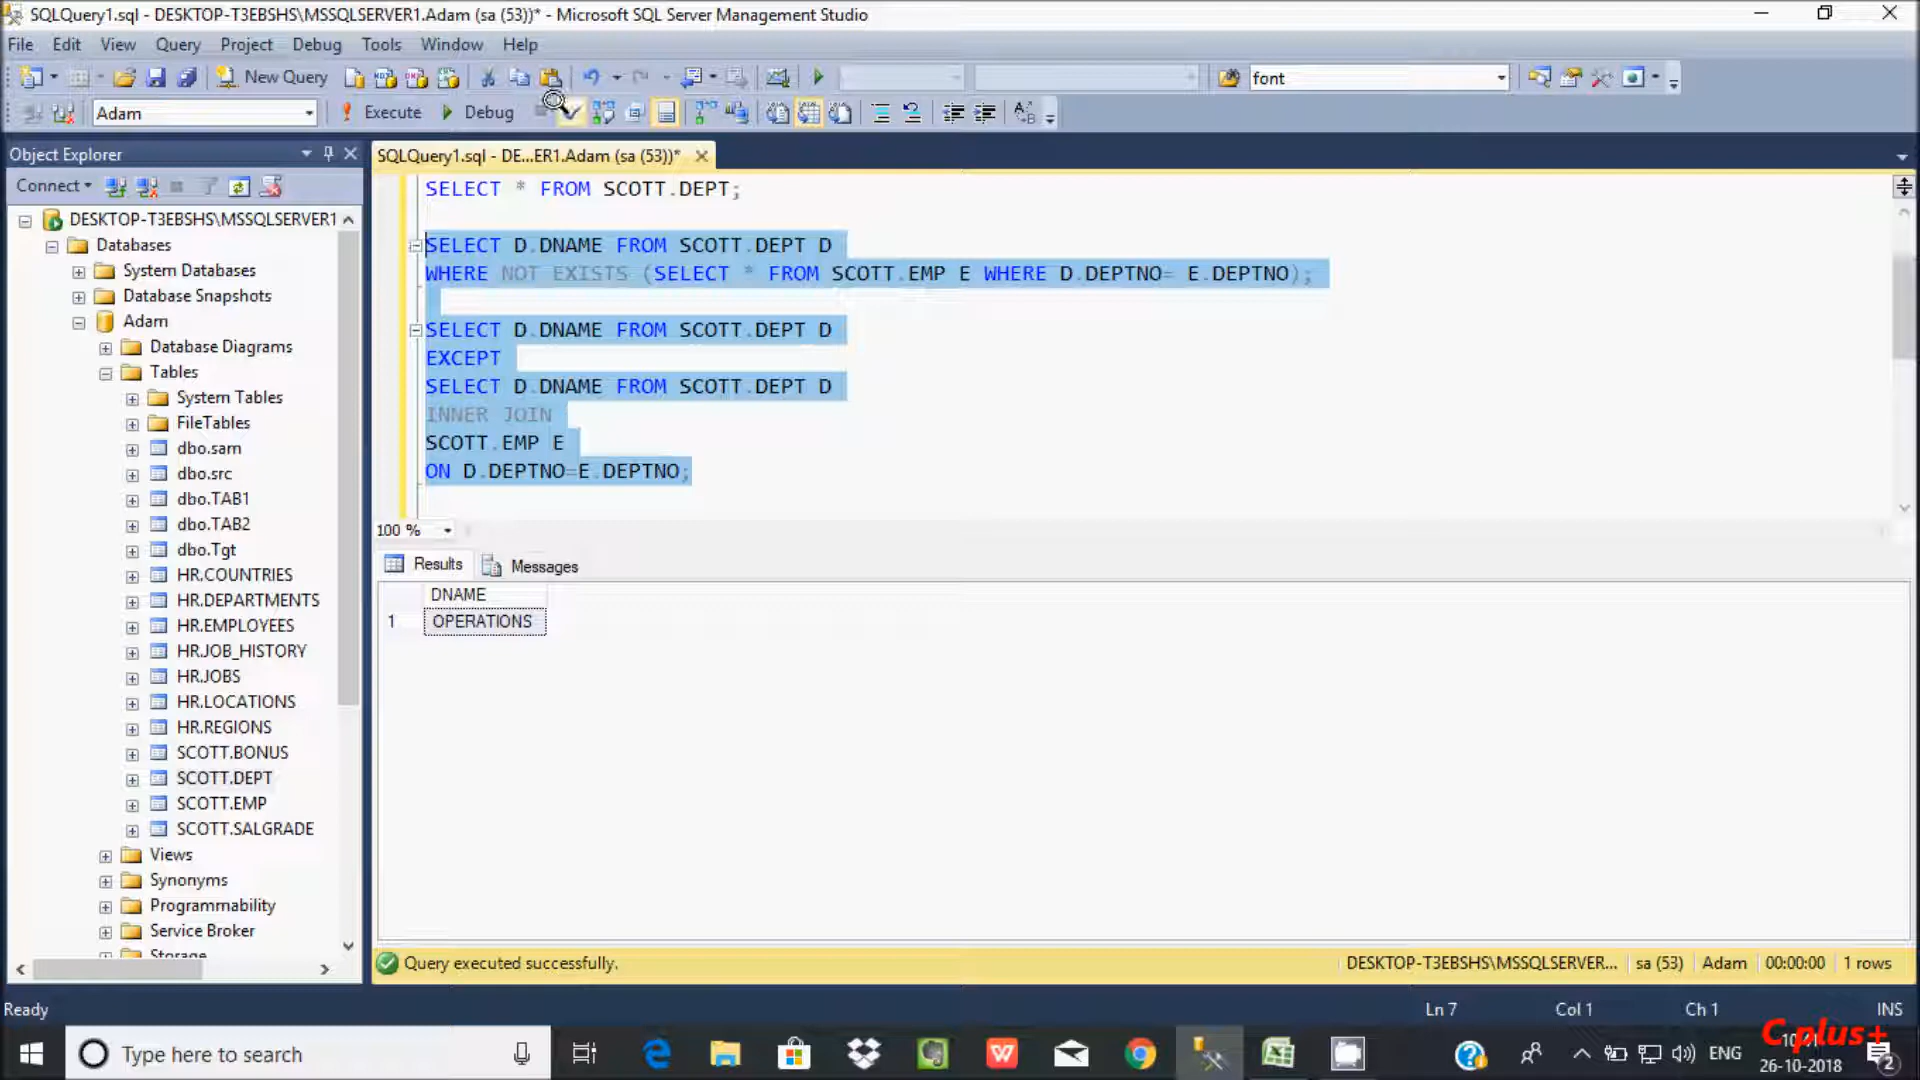 SQLQuery1.sql - DESKTOP-T3EBSHS\MSSQLSERVER1.Adam (sa (53))* - Microsoft SQL Server Management Studio
File Edit View Query Project Debug Tools Window Help
New Query
font
Adam
Execute
Debug
Object Explorer
SQLQuery1.sql - DE...ER1.Adam (sa (53))*
Connect
DESKTOP-T3EBSHS\MSSQLSERVER1
Databases
System Databases
Database Snapshots
Adam
Database Diagrams
Tables
System Tables
FileTables
dbo.sam
dbo.src
dbo.TAB1
dbo.TAB2
dbo.Tgt
HR.COUNTRIES
HR.DEPARTMENTS
HR.EMPLOYEES
HR.JOB_HISTORY
HR.JOBS
HR.LOCATIONS
HR.REGIONS
SCOTT.BONUS
SCOTT.DEPT
SCOTT.EMP
SCOTT.SALGRADE
Views
Synonyms
Programmability
Service Broker
Storage
SELECT * FROM SCOTT.DEPT;
SELECT D.DNAME FROM SCOTT.DEPT D
WHERE NOT EXISTS (SELECT * FROM SCOTT.EMP E WHERE D.DEPTNO= E.DEPTNO);
SELECT D.DNAME FROM SCOTT.DEPT D
EXCEPT
SELECT D.DNAME FROM SCOTT.DEPT D
INNER JOIN
SCOTT.EMP E
ON D.DEPTNO=E.DEPTNO;
100 %
Results Messages
DNAME
1 OPERATIONS
Query executed successfully.
DESKTOP-T3EBSHS\MSSQLSERVER... sa (53) Adam 00:00:00 1 rows
Ready
Ln 7 Col 1 Ch 1 INS
Type here to search
ENG
C plus+
26-10-2018
2